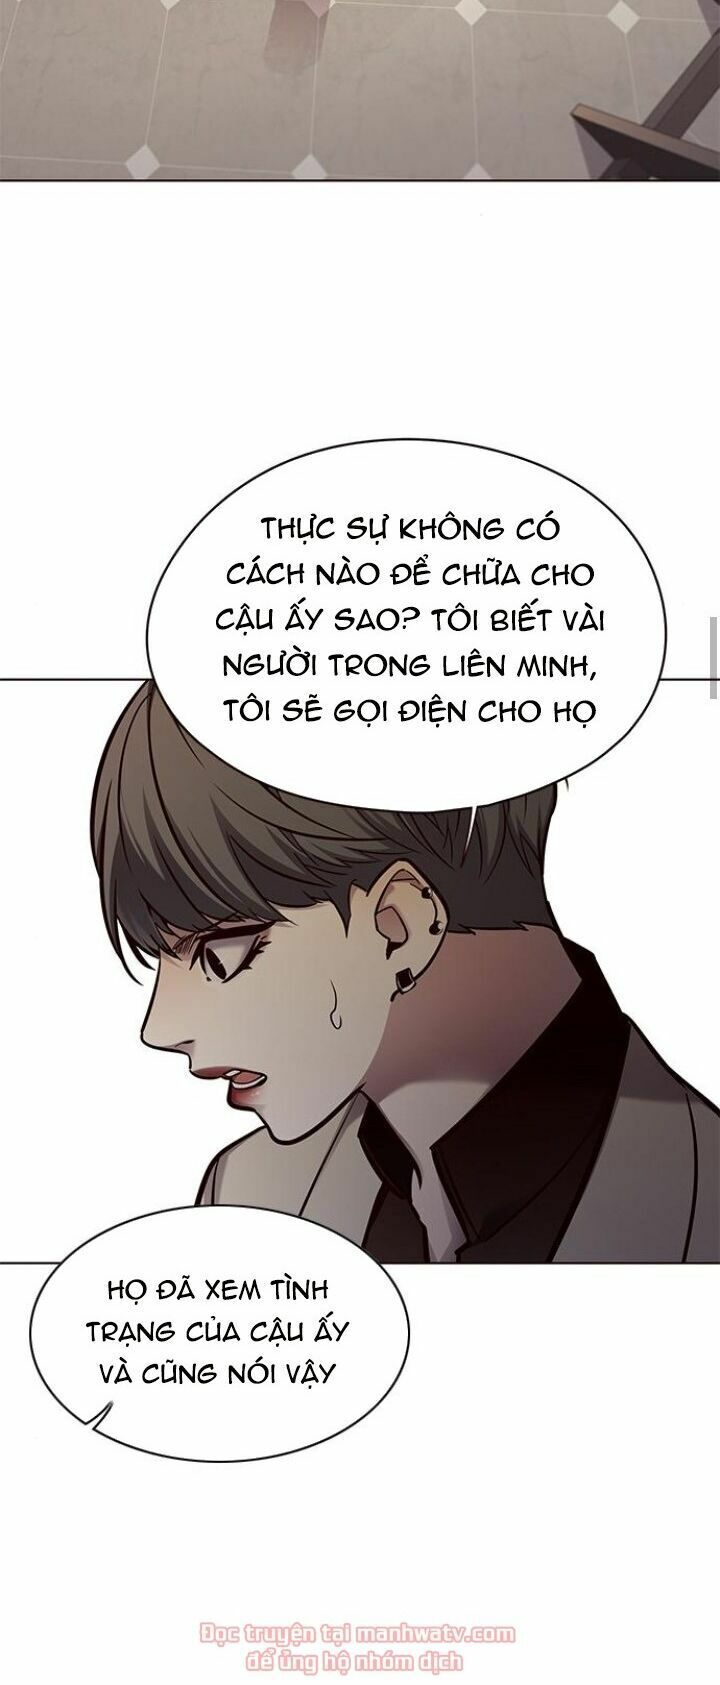 THỰC SỰ KHÔNG CÓ
CÁCH NÀO ĐỂ CHỮA CHO
CẬU ẤY SAO? TÔI BIẾT VÀI
NGƯỜI TRONG LIÊN MINH,
TÔI SẼ GỌI ĐIỆN CHO HỌ
HỌ ĐÃ XEM TÌNH
TRẠNG CỦA CẬU ẤY
VÀ CŨNG NÓI VẬY
Đọc truyện tại manhwatv.com
để ủng hộ nhóm dịch